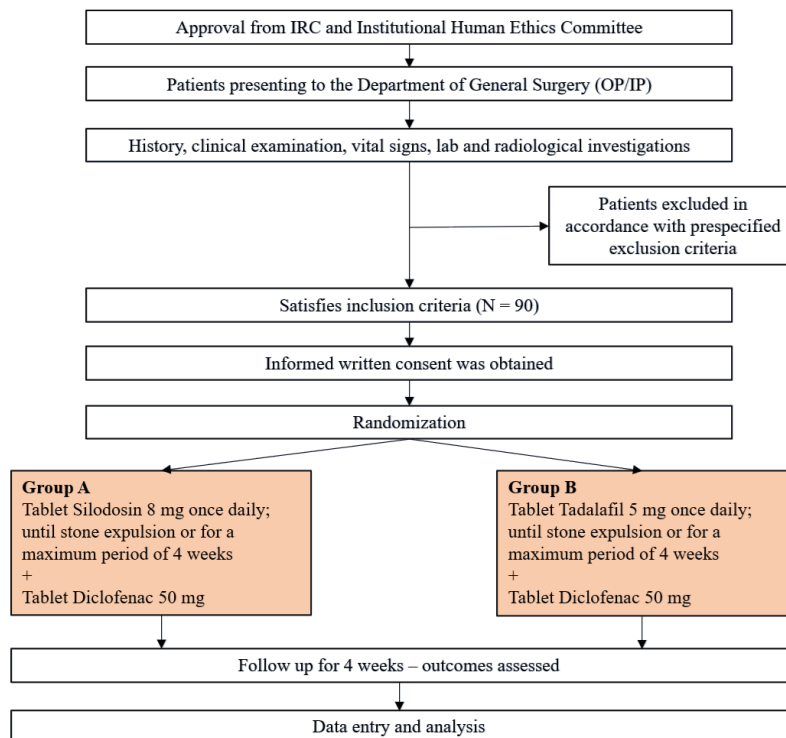 Approval from IRC and Institutional Human Ethics Committee
Patients presenting to the Department of General Surgery (OP/IP)
History, clinical examination, vital signs, lab and radiological investigations
Patients excluded in
accordance with prespecified
exclusion criteria
Satisfies inclusion criteria (N = 90)
Informed written consent was obtained
Randomization
Group A
Tablet Silodosin 8 mg once daily;
until stone expulsion or for a
maximum period of 4 weeks
+
Tablet Diclofenac 50 mg
Group B
Tablet Tadalafil 5 mg once daily;
until stone expulsion or for a
maximum period of 4 weeks
+
Tablet Diclofenac 50 mg
Follow up for 4 weeks – outcomes assessed
Data entry and analysis